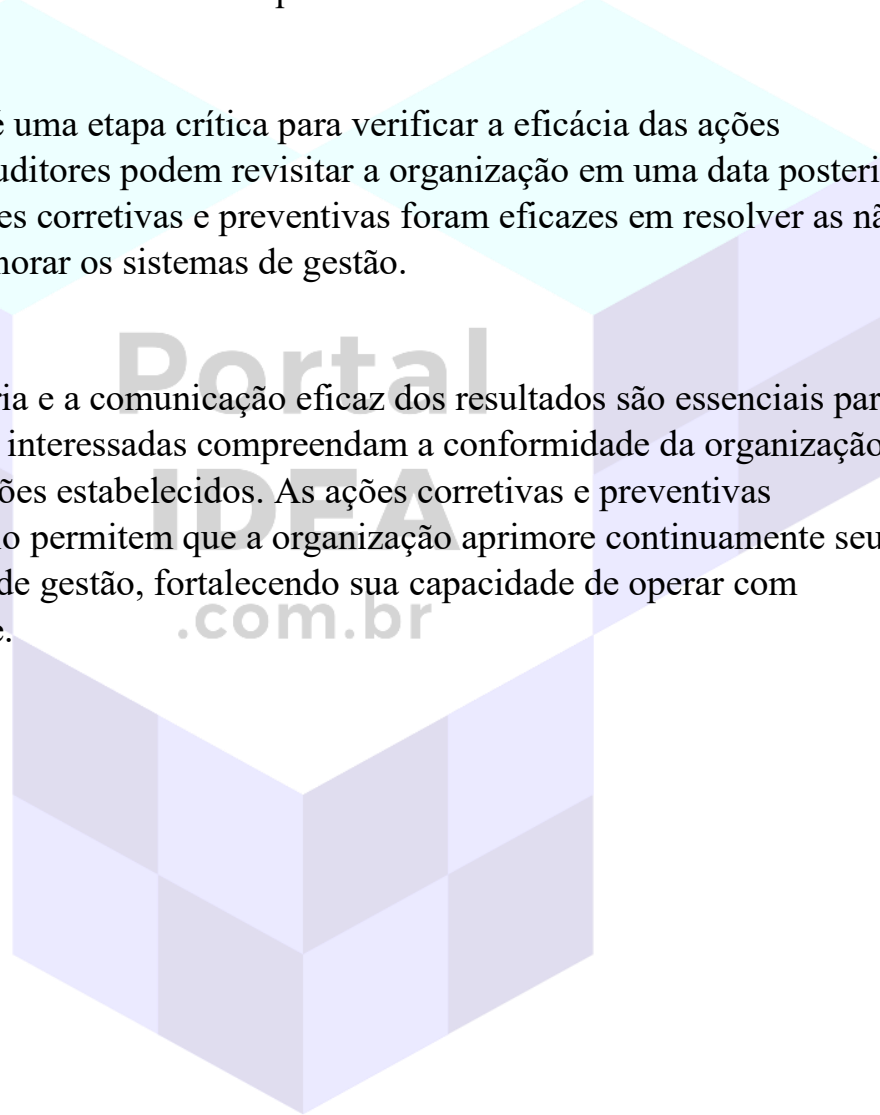 é uma etapa crítica para verificar a eficácia das ações
uditores podem revisitar a organização em uma data posteri
es corretivas e preventivas foram eficazes em resolver as nã
horar os sistemas de gestão.
Portal
ria e a comunicação eficaz dos resultados são essenciais par
interessadas compreendam a conformidade da organização
IDEA
ões estabelecidos. As ações corretivas e preventivas
o permitem que a organização aprimore continuamente seu
de gestão, fortalecendo sua capacidade de operar com
.com.br
e.